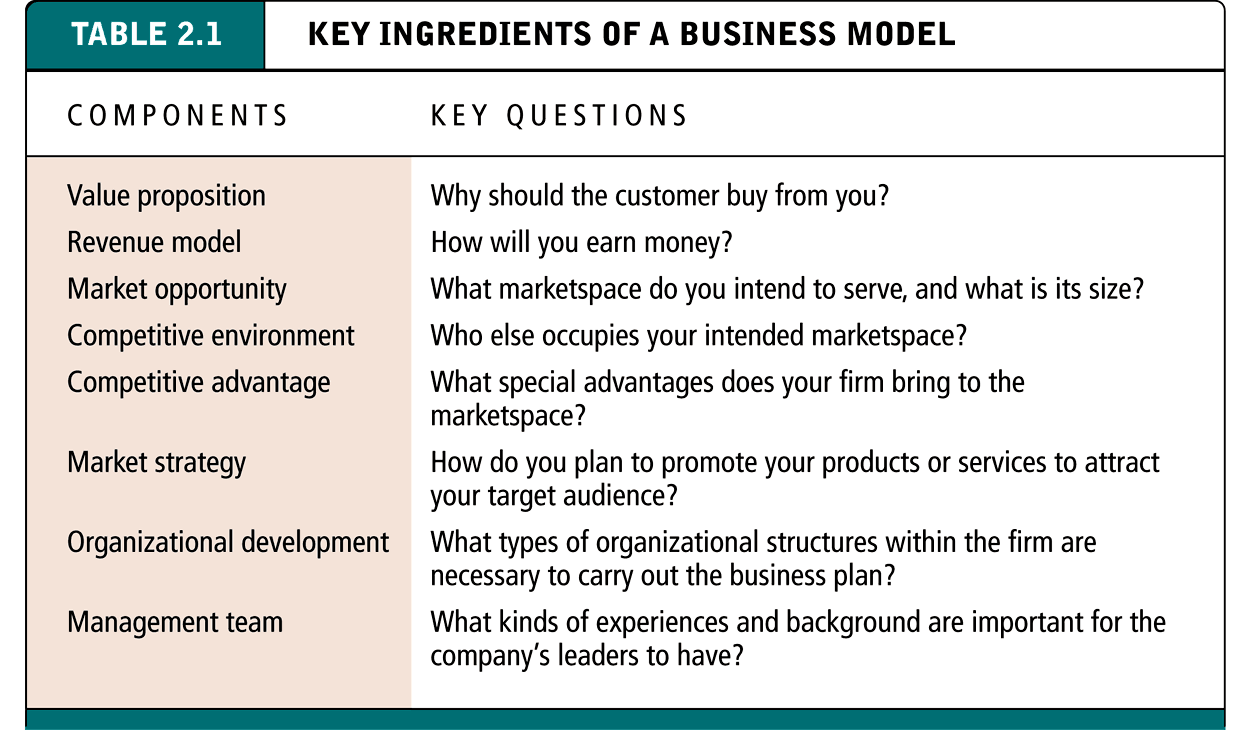 TABLE 2.1 KEY INGREDIENTS OF A BUSINESS MODEL
COMPONENTS KEY QUESTIONS
Value proposition Why should the customer buy from you?
Revenue model How will you earn money?
Market opportunity What marketspace do you intend to serve, and what is its size?
Competitive environment Who else occupies your intended marketspace?
Competitive advantage What special advantages does your firm bring to the
marketspace?
Market strategy How do you plan to promote your products or services to attract
your target audience?
Organizational development What types of organizational structures within the firm are
necessary to carry out the business plan?
Management team What kinds of experiences and background are important for the
company’s leaders to have?